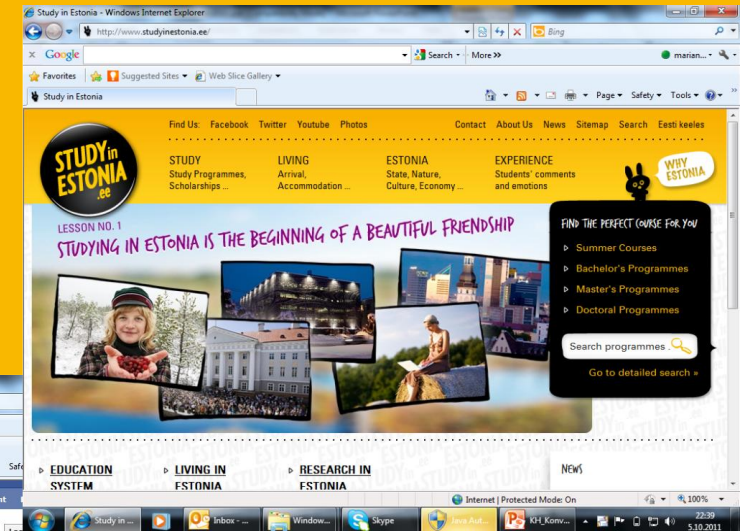 Study in Estonia - Windows Internet Explorer
http://www.studyinestonia.ee/
Bing
Google
Search
More >>
marian...
Favorites
Suggested Sites
Web Slice Gallery
Study in Estonia
Page
Safety
Tools
Find Us: Facebook Twitter Youtube Photos
Contact About Us News Sitemap Search Eesti keeles
STUDY in
ESTONIA
.ee
STUDY
Study Programmes,
Scholarships ...
LIVING
Arrival,
Accommodation ...
ESTONIA
State, Nature,
Culture, Economy ...
EXPERIENCE
Students' comments
and emotions
WHY
ESTONIA
LESSON NO. 1
STUDYING IN ESTONIA IS THE BEGINNING OF A BEAUTIFUL FRIENDSHIP
FIND THE PERFECT COURSE FOR YOU
Summer Courses
Bachelor's Programmes
Master's Programmes
Doctoral Programmes
Search programmes
Go to detailed search »
EDUCATION
SYSTEM
LIVING IN
ESTONIA
RESEARCH IN
ESTONIA
NEWS
Internet | Protected Mode: On
100%
Study in ...
Inbox - ...
Window...
Skype
Java Aut...
KH_Konv...
22:39
5.10.2011